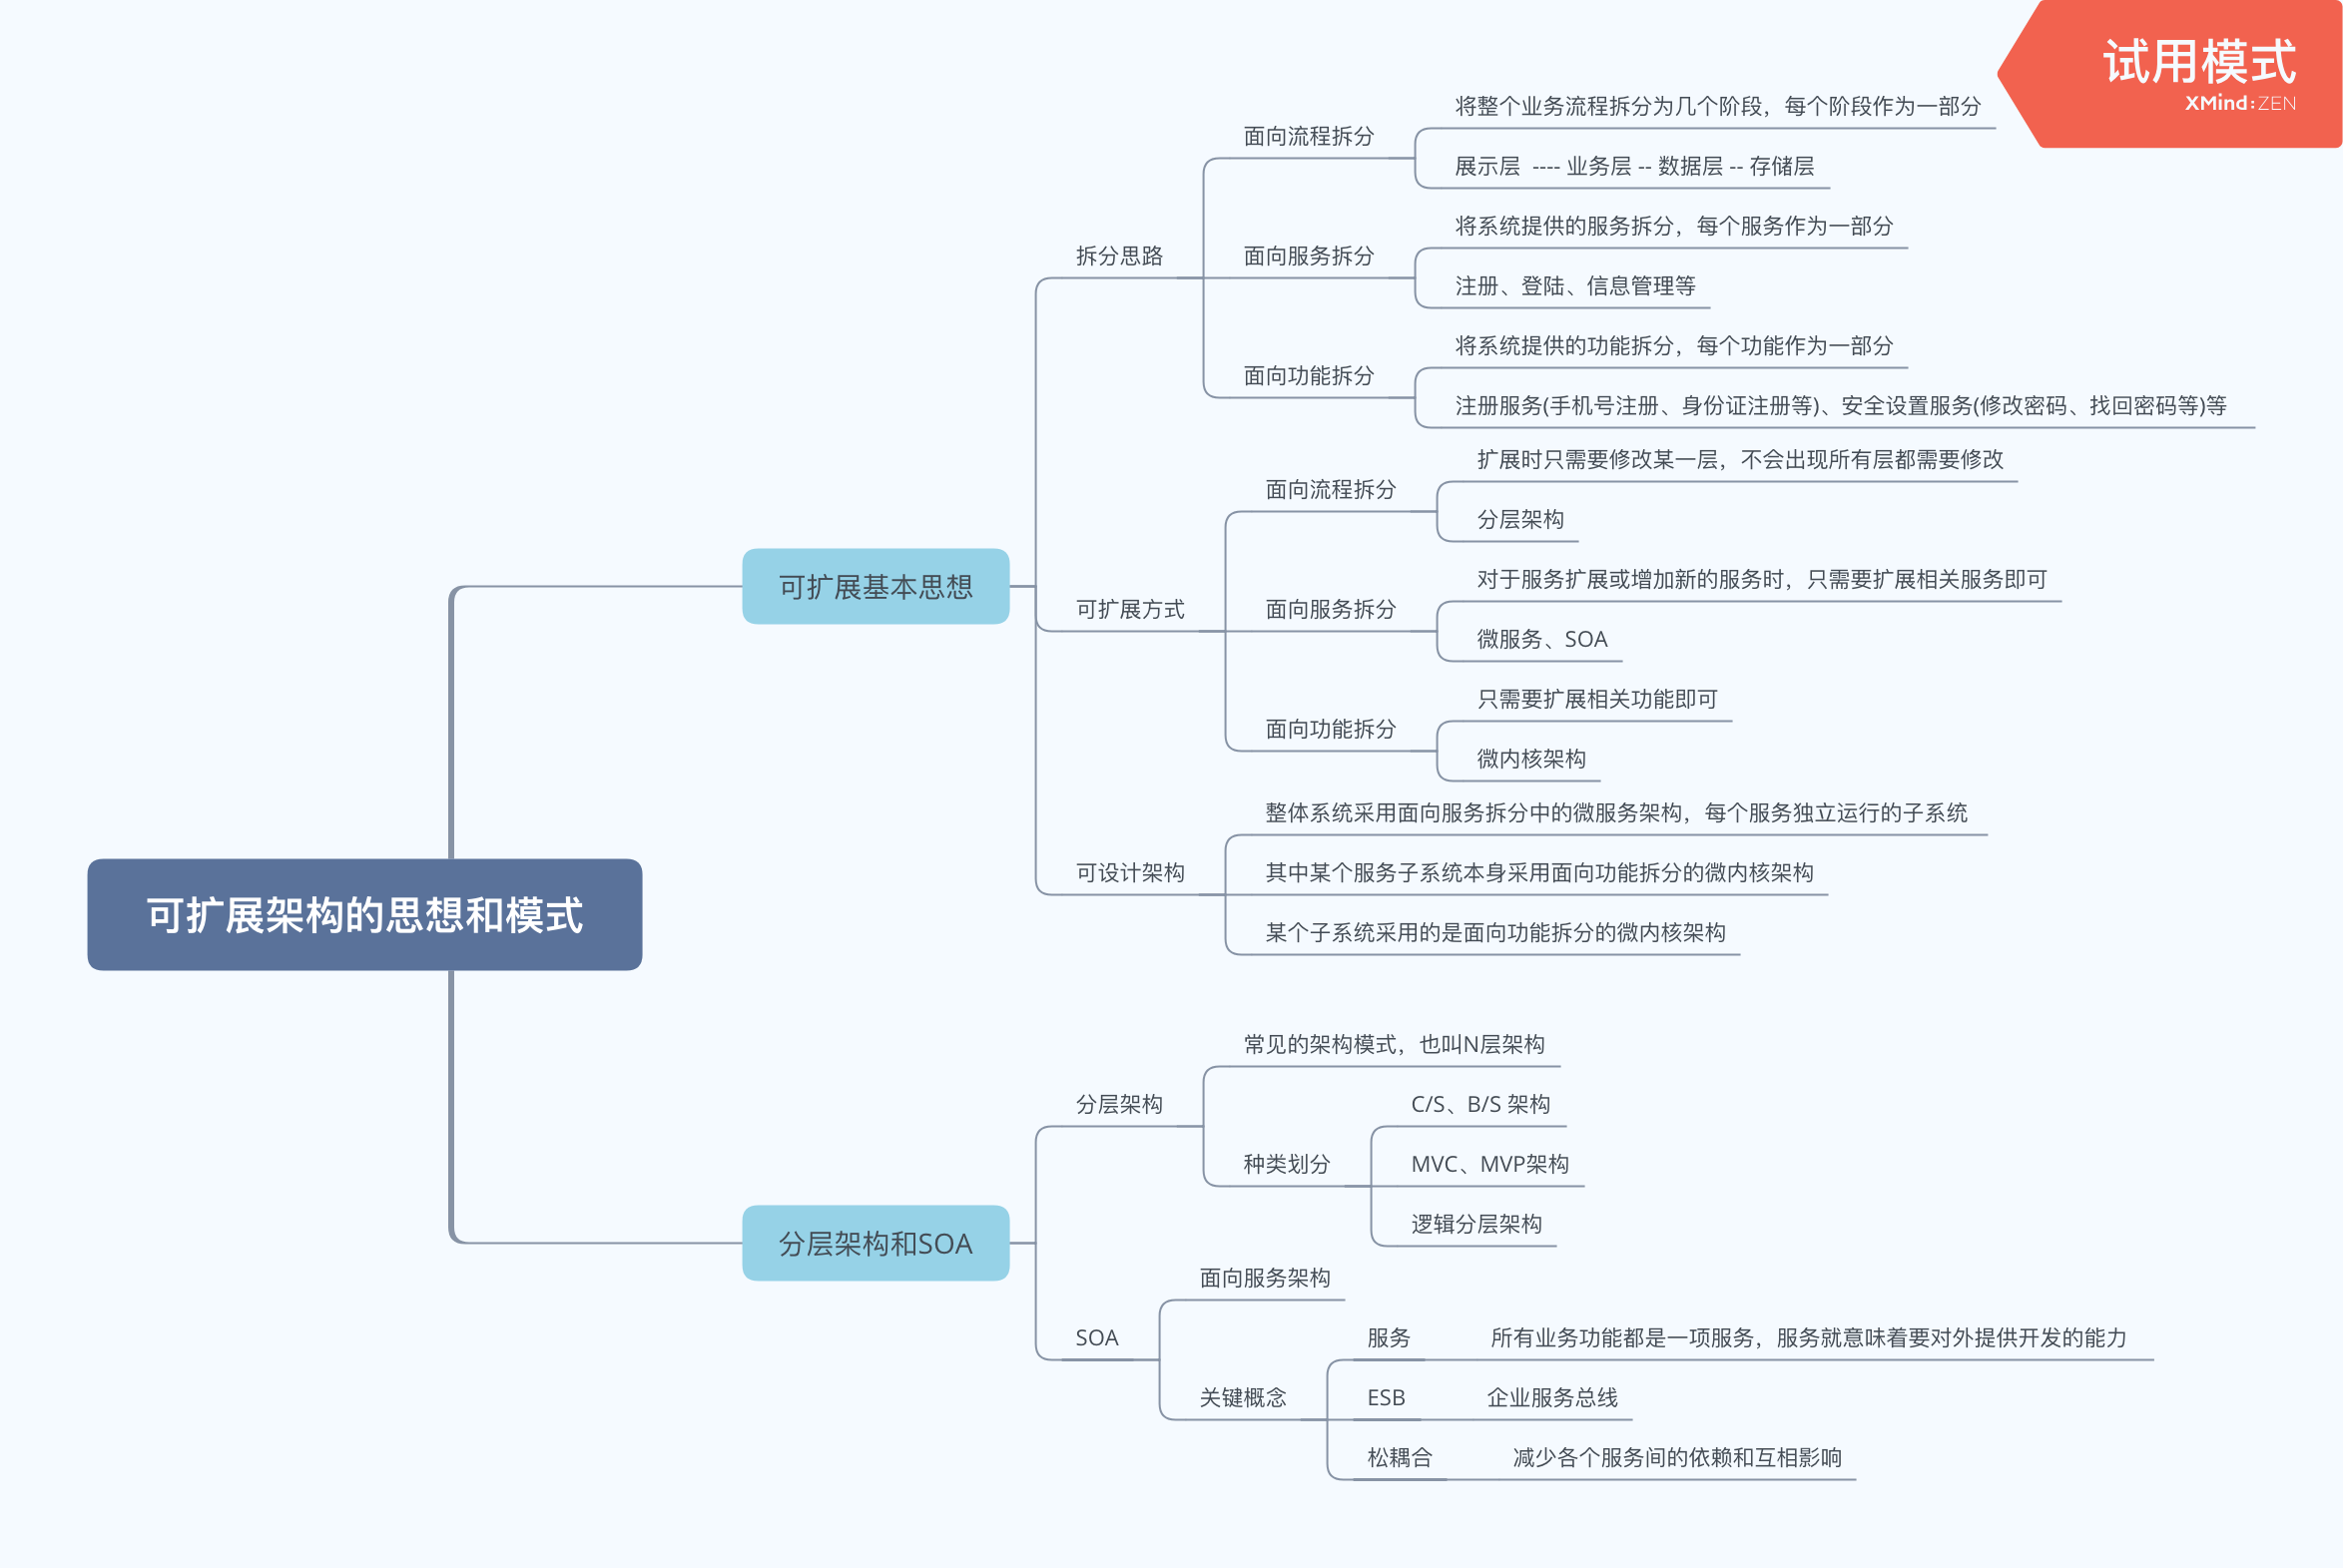 试用模式
XMind:ZEN
可扩展架构的思想和模式
可扩展基本思想
拆分思路
面向流程拆分
将整个业务流程拆分为几个阶段，每个阶段作为一部分
展示层 ---- 业务层 -- 数据层 -- 存储层
面向服务拆分
将系统提供的服务拆分，每个服务作为一部分
注册、登陆、信息管理等
面向功能拆分
将系统提供的功能拆分，每个功能作为一部分
注册服务(手机号注册、身份证注册等)、安全设置服务(修改密码、找回密码等)等
可扩展方式
面向流程拆分
扩展时只需要修改某一层，不会出现所有层都需要修改
分层架构
面向服务拆分
对于服务扩展或增加新的服务时，只需要扩展相关服务即可
微服务、SOA
面向功能拆分
只需要扩展相关功能即可
微内核架构
可设计架构
整体系统采用面向服务拆分中的微服务架构，每个服务独立运行的子系统
其中某个服务子系统本身采用面向功能拆分的微内核架构
某个子系统采用的是面向功能拆分的微内核架构
分层架构和SOA
分层架构
常见的架构模式，也叫N层架构
种类划分
C/S、B/S 架构
MVC、MVP架构
逻辑分层架构
SOA
面向服务架构
关键概念
服务
所有业务功能都是一项服务，服务就意味着要对外提供开发的能力
ESB
企业服务总线
松耦合
减少各个服务间的依赖和互相影响